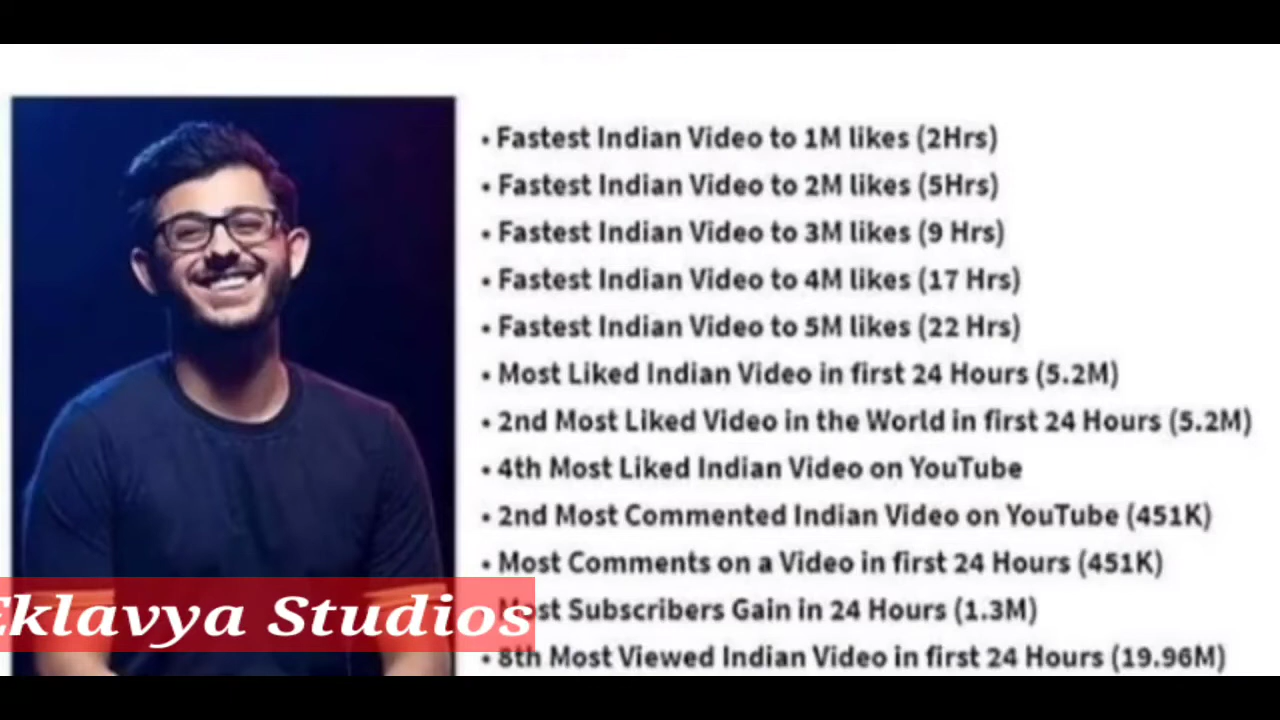 • Fastest Indian Video to 1M likes (2Hrs)
• Fastest Indian Video to 2M likes (5Hrs)
• Fastest Indian Video to 3M likes (9 Hrs)
• Fastest Indian Video to 4M likes (17 Hrs)
• Fastest Indian Video to 5M likes (22 Hrs)
• Most Liked Indian Video in first 24 Hours (5.2M)
• 2nd Most Liked Video in the World in first 24 Hours (5.2M)
• 4th Most Liked Indian Video on YouTube
• 2nd Most Commented Indian Video on YouTube (451K)
• Most Comments on a Video in first 24 Hours (451K)
Eklavya Studios
Most Subscribers Gain in 24 Hours (1.3M)
• 8th Most Viewed Indian Video in first 24 Hours (19.96M)